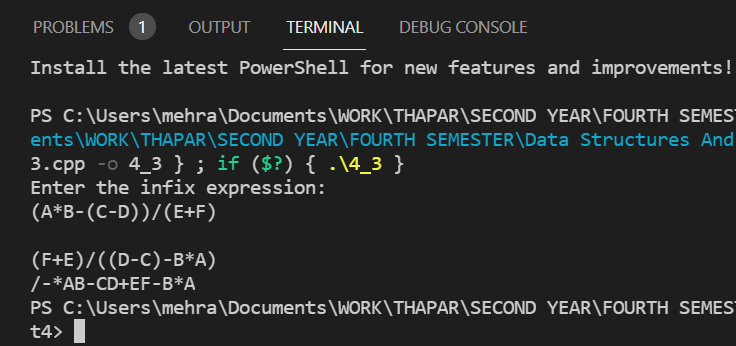 PROBLEMS 1 OUTPUT TERMINAL DEBUG CONSOLE
Install the latest PowerShell for new features and improvements!
PS C:\Users\mehra\Documents\WORK\THAPAR\SECOND YEAR\FOURTH SEMEST
ents\WORK\THAPAR\SECOND YEAR\FOURTH SEMESTER\Data Structures And
3.cpp -o 4_3 } ; if ($?) { .\4_3 }
Enter the infix expression:
(A*B-(C-D))/(E+F)
(F+E)/((D-C)-B*A)
/-*AB-CD+EF-B*A
PS C:\Users\mehra\Documents\WORK\THAPAR\SECOND YEAR\FOURTH SEMEST
t4>